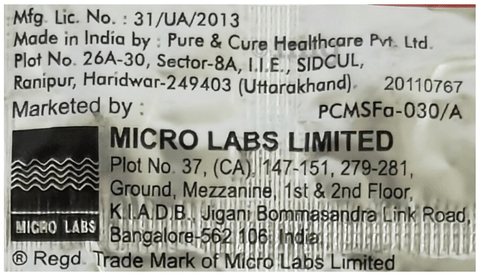 Mfg. Lic. No. : 31/UA/2013
Made in India by : Pure & Cure Healthcare Pvt. Ltd.
Plot No. 26A-30, Sector-8A, I.I.E., SIDCUL,
Ranipur, Haridwar-249403 (Uttarakhand). 20110767
Marketed by : PCMSFa-030/A
MICRO LABS LIMITED
Plot No. 37, (CA), 147-151, 279-281,
Ground, Mezzanine, 1st & 2nd Floor,
K.I.A.D.B., Jigani Bommasandra Link Road,
Bangalore-562 106, India.
MICRO LABS
® Regd. Trade Mark of Micro Labs Limited